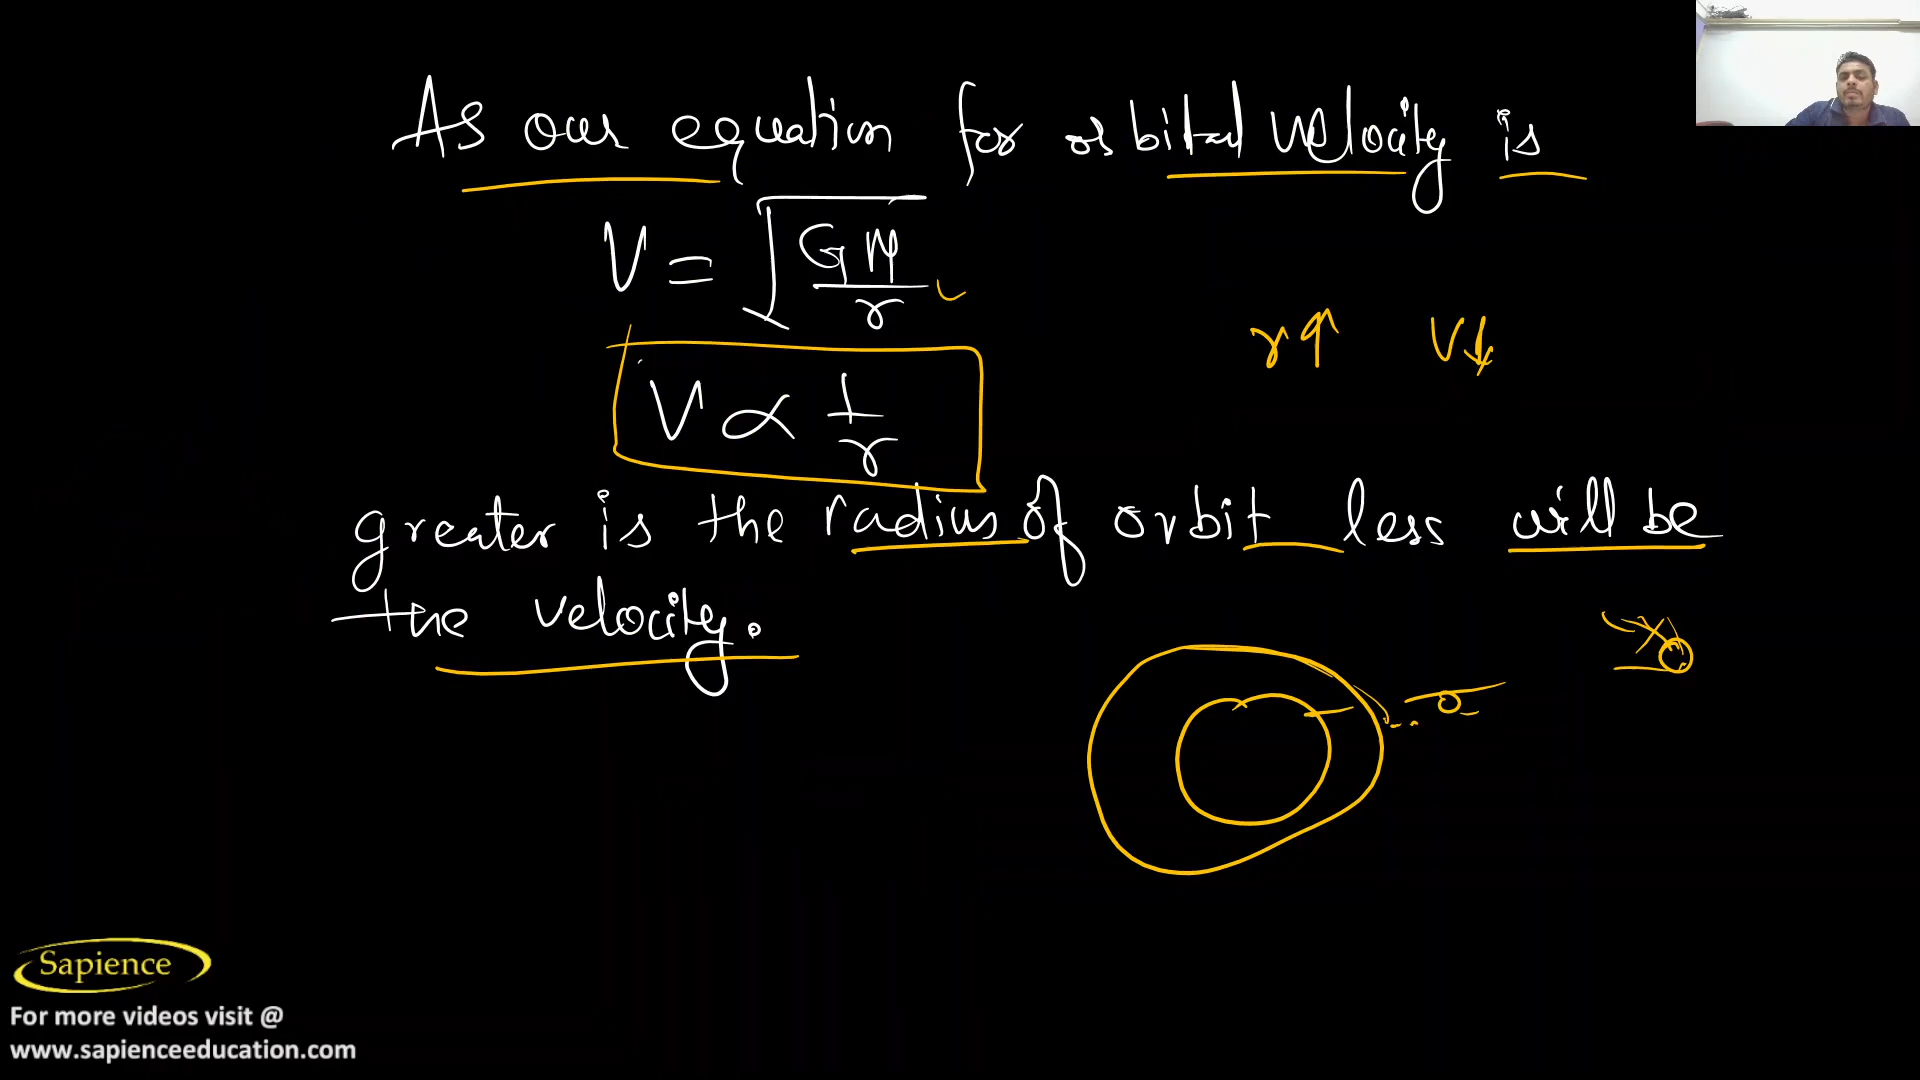 As our equation for orbital velocity is
V = √(GM/r)
r↑ V↓
V ∝ 1/r
greater is the radius of orbit less will be
the velocity.
Sapience
For more videos visit @
www.sapienceeducation.com